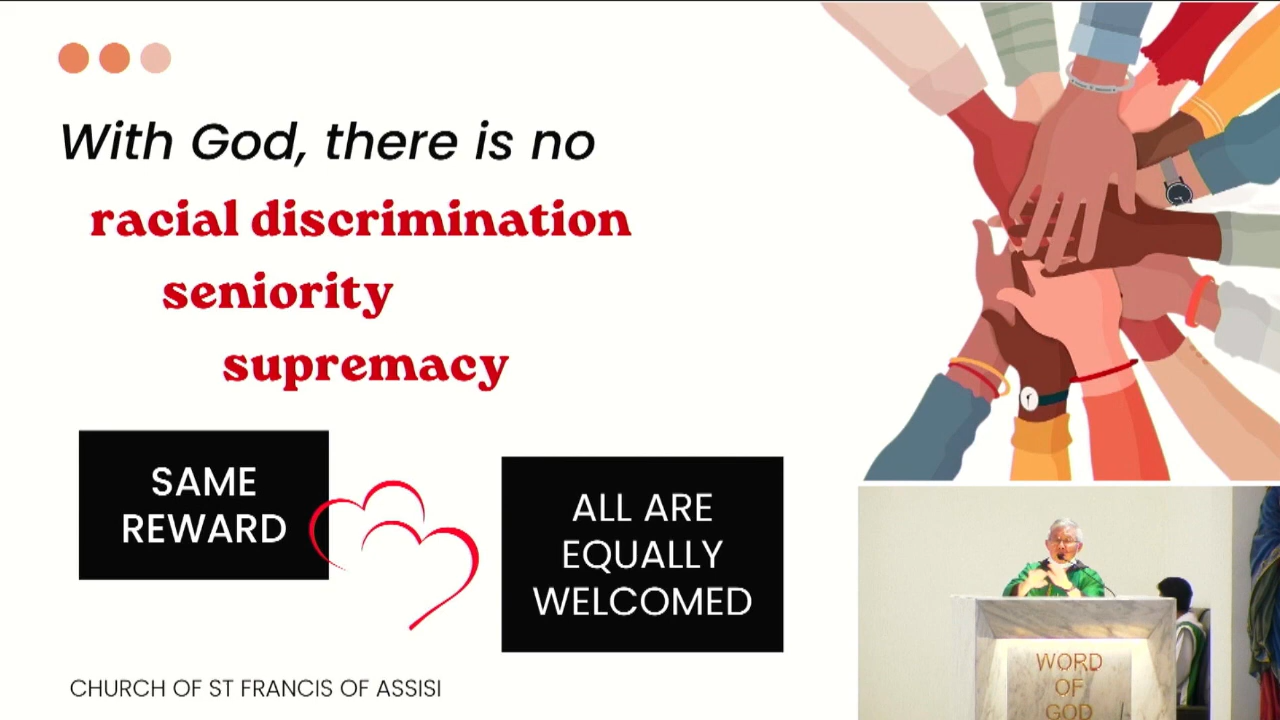 With God, there is no
racial discrimination
seniority
supremacy
SAME
REWARD
ALL ARE
EQUALLY
WELCOMED
CHURCH OF ST FRANCIS OF ASSISI
WORD
OF
GOD